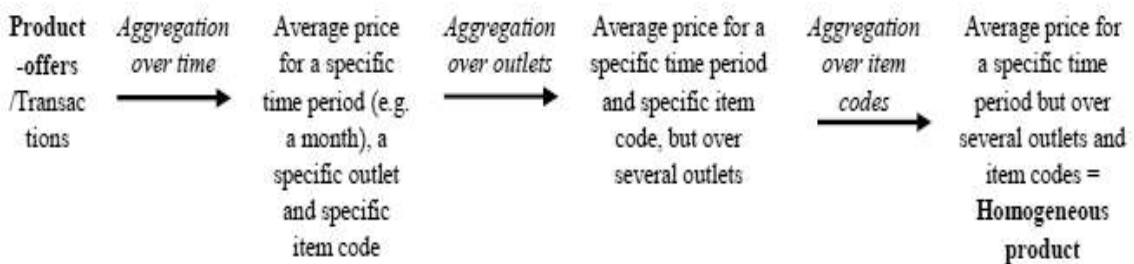 Product
-offers
/Transac
tions
Aggregation
over time
Average price
for a specific
time period (e.g.
a month), a
specific outlet
and specific
item code
Aggregation
over outlets
Average price for a
specific time period
and specific item
code, but over
several outlets
Aggregation
over item
codes
Average price for
a specific time
period but over
several outlets and
item codes =
Homogeneous
product